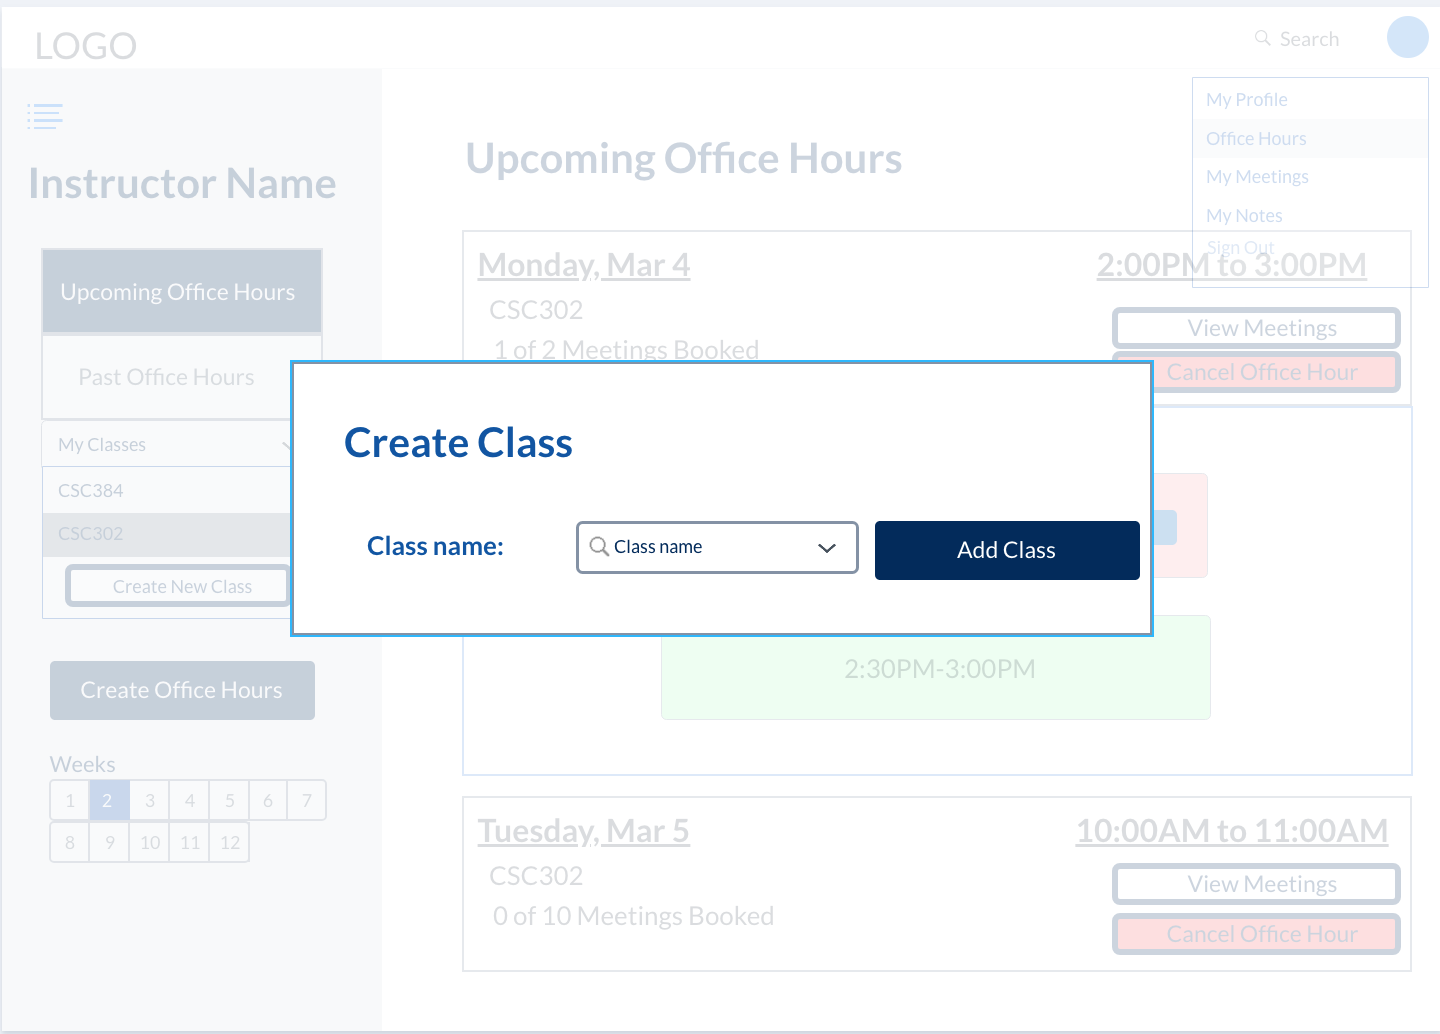 LOGO
Search
My Profile
Office Hours
My Meetings
My Notes
Sign Out
Instructor Name
Upcoming Office Hours
Past Office Hours
My Classes
CSC384
CSC302
Create New Class
Create Office Hours
Weeks
1 2 3 4 5 6 7
8 9 10 11 12
Upcoming Office Hours
Monday, Mar 4
2:00PM to 3:00PM
CSC302
1 of 2 Meetings Booked
View Meetings
Cancel Office Hour
Create Class
Class name:
Class name
Add Class
2:30PM-3:00PM
Tuesday, Mar 5
10:00AM to 11:00AM
CSC302
0 of 10 Meetings Booked
View Meetings
Cancel Office Hour